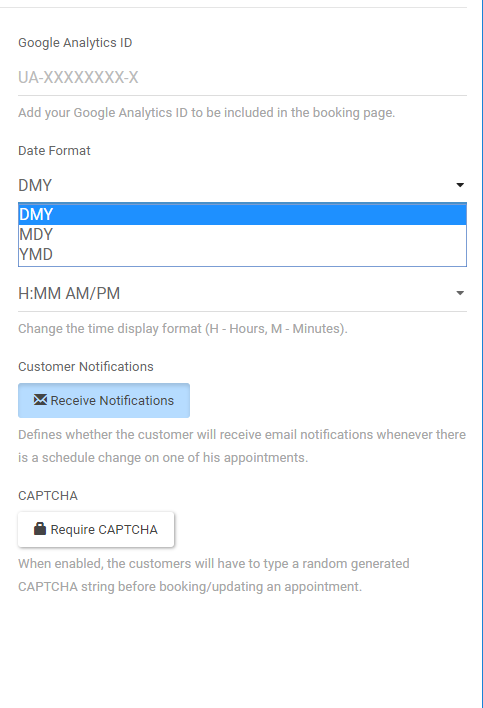 Google Analytics ID
UA-XXXXXXXX-X
Add your Google Analytics ID to be included in the booking page.
Date Format
DMY
DMY
MDY
YMD
H:MM AM/PM
Change the time display format (H - Hours, M - Minutes).
Customer Notifications
Receive Notifications
Defines whether the customer will receive email notifications whenever there
is a schedule change on one of his appointments.
CAPTCHA
Require CAPTCHA
When enabled, the customers will have to type a random generated
CAPTCHA string before booking/updating an appointment.